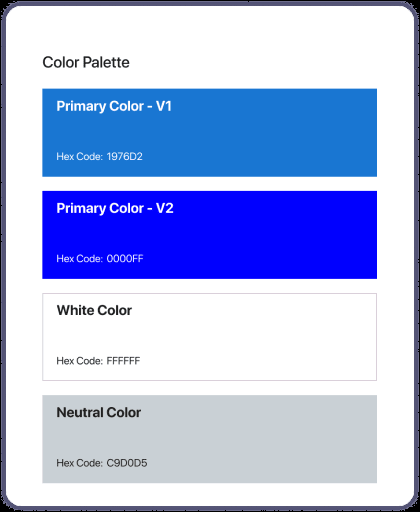 Color Palette
Primary Color - V1
Hex Code: 1976D2
Primary Color - V2
Hex Code: 0000FF
White Color
Hex Code: FFFFFF
Neutral Color
Hex Code: C9D0D5